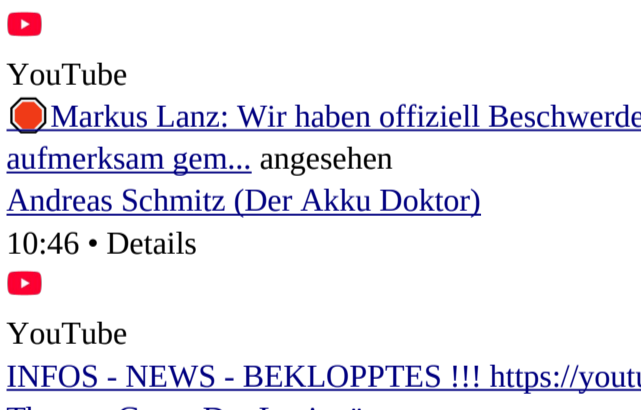 YouTube
🛑Markus Lanz: Wir haben offiziell Beschwerde
aufmerksam gem... angesehen
Andreas Schmitz (Der Akku Doktor)
10:46 • Details
YouTube
INFOS - NEWS - BEKLOPPTES !!! https://youtu